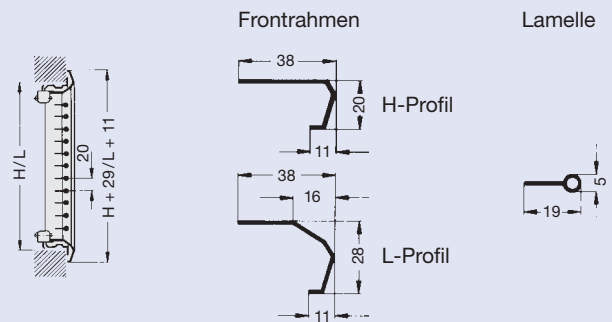 Frontrahmen
Lamelle
H/L
20
H + 29/L + 11
38
20
H-Profil
11
38
16
28
L-Profil
11
5
19